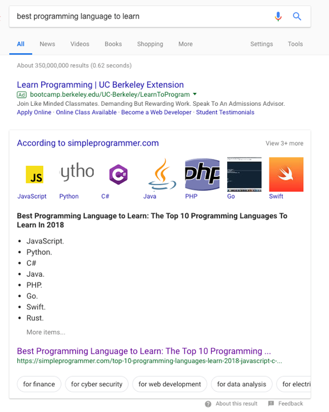 best programming language to learn
All News Videos Books Shopping More Settings Tools
About 350,000,000 results (0.62 seconds)
Learn Programming | UC Berkeley Extension
Ad bootcamp.berkeley.edu/UC-Berkeley/LearnToProgram
Join Like Minded Classmates. Demanding But Rewarding Work. Speak To An Admissions Advisor.
Apply Online · Online Class Available · Become a Web Developer · Student Testimonials
According to simpleprogrammer.com View 3+ more
JS ytho C# Java php
JavaScript Python C# Java PHP Go Swift
Best Programming Language to Learn: The Top 10 Programming Languages To
Learn In 2018
• JavaScript.
• Python.
• C#
• Java.
• PHP.
• Go.
• Swift.
• Rust.
More items...
Best Programming Language to Learn: The Top 10 Programming ...
https://simpleprogrammer.com/top-10-programming-languages-learn-2018-javascript-c-...
for finance for cyber security for web development for data analysis for electri
About this result Feedback